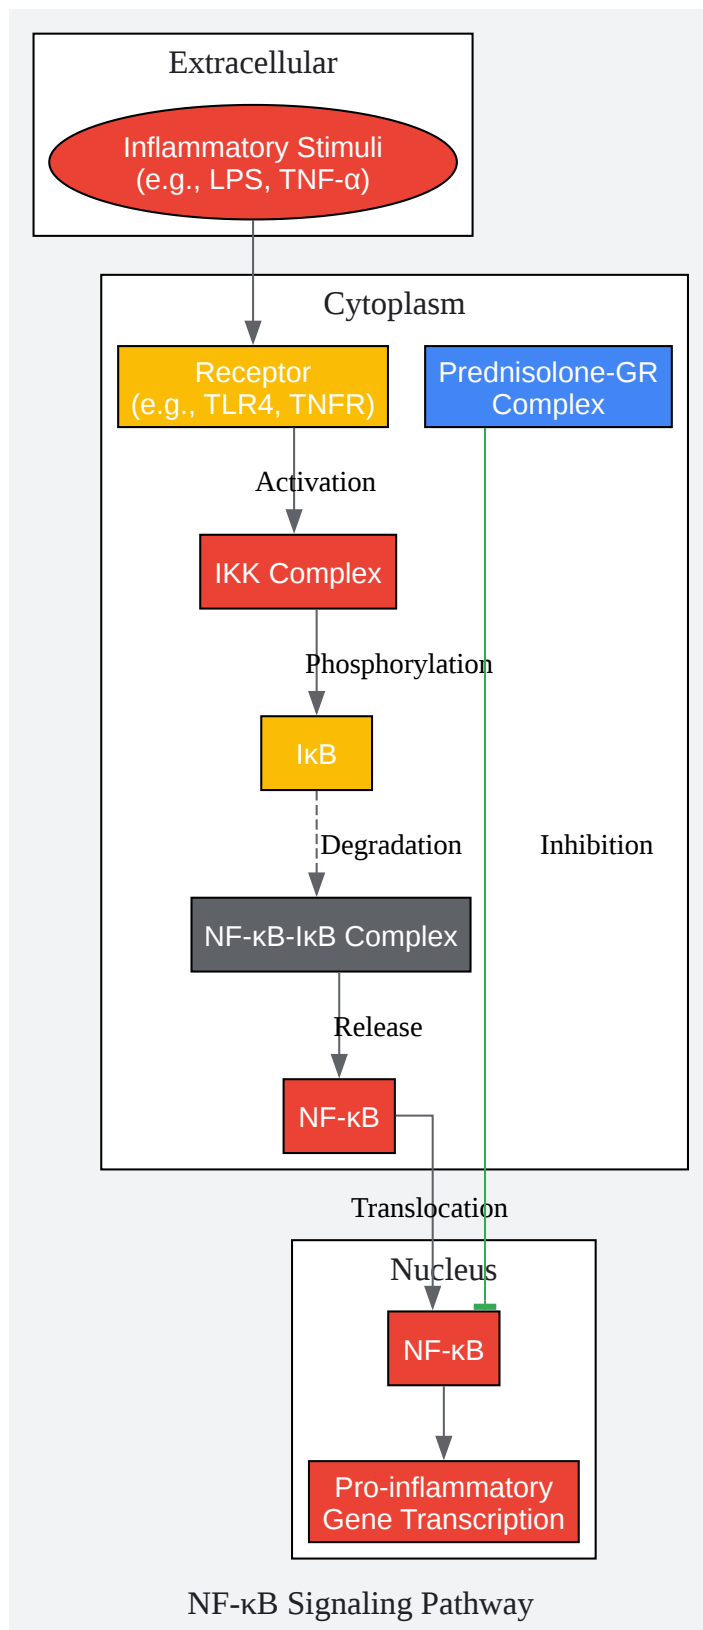 Extracellular
Inflammatory Stimuli
(e.g., LPS, TNF-α)
Cytoplasm
Receptor
(e.g., TLR4, TNFR)
Prednisolone-GR
Complex
Activation
IKK Complex
Phosphorylation
IκB
Degradation
Inhibition
NF-κB-IκB Complex
Release
NF-κB
Translocation
Nucleus
NF-κB
Pro-inflammatory
Gene Transcription
NF-κB Signaling Pathway